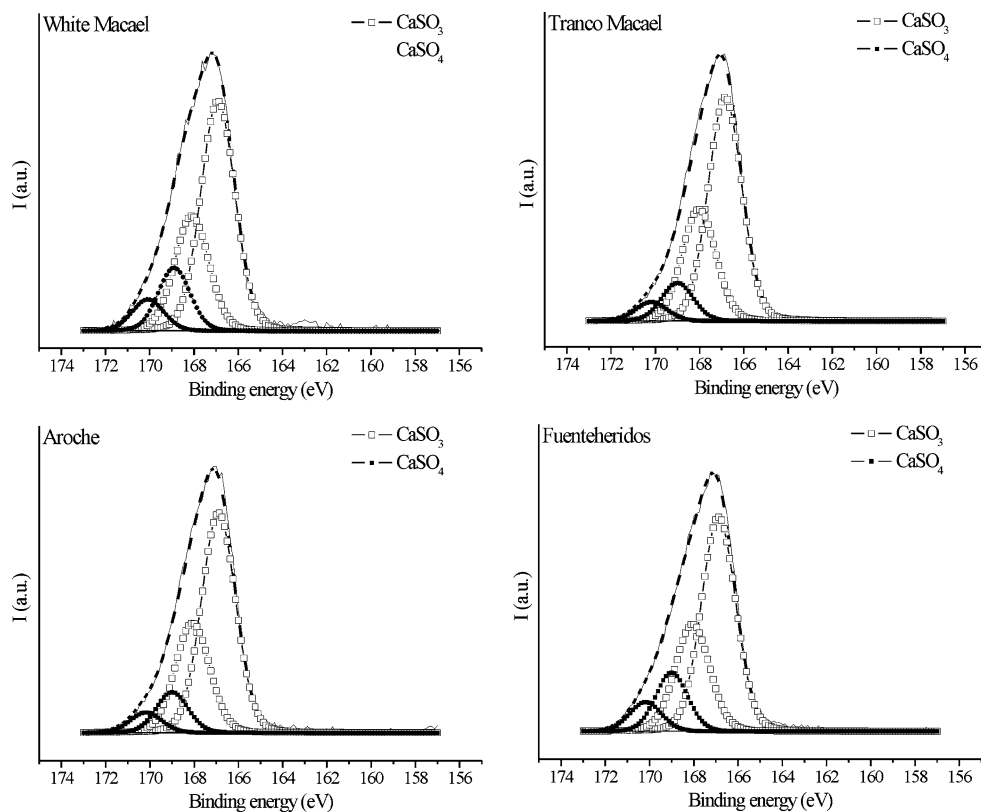 White Macael
CaSO3
CaSO4
I (a.u.)
174 172 170 168 166 164 162 160 158 156
Binding energy (eV)
Tranco Macael
CaSO3
CaSO4
I (a.u.)
174 172 170 168 166 164 162 160 158 156
Binding energy (eV)
Aroche
CaSO3
CaSO4
I (a.u.)
174 172 170 168 166 164 162 160 158 156
Binding energy (eV)
Fuenteheridos
CaSO3
CaSO4
I (a.u.)
174 172 170 168 166 164 162 160 158 156
Binding energy (eV)